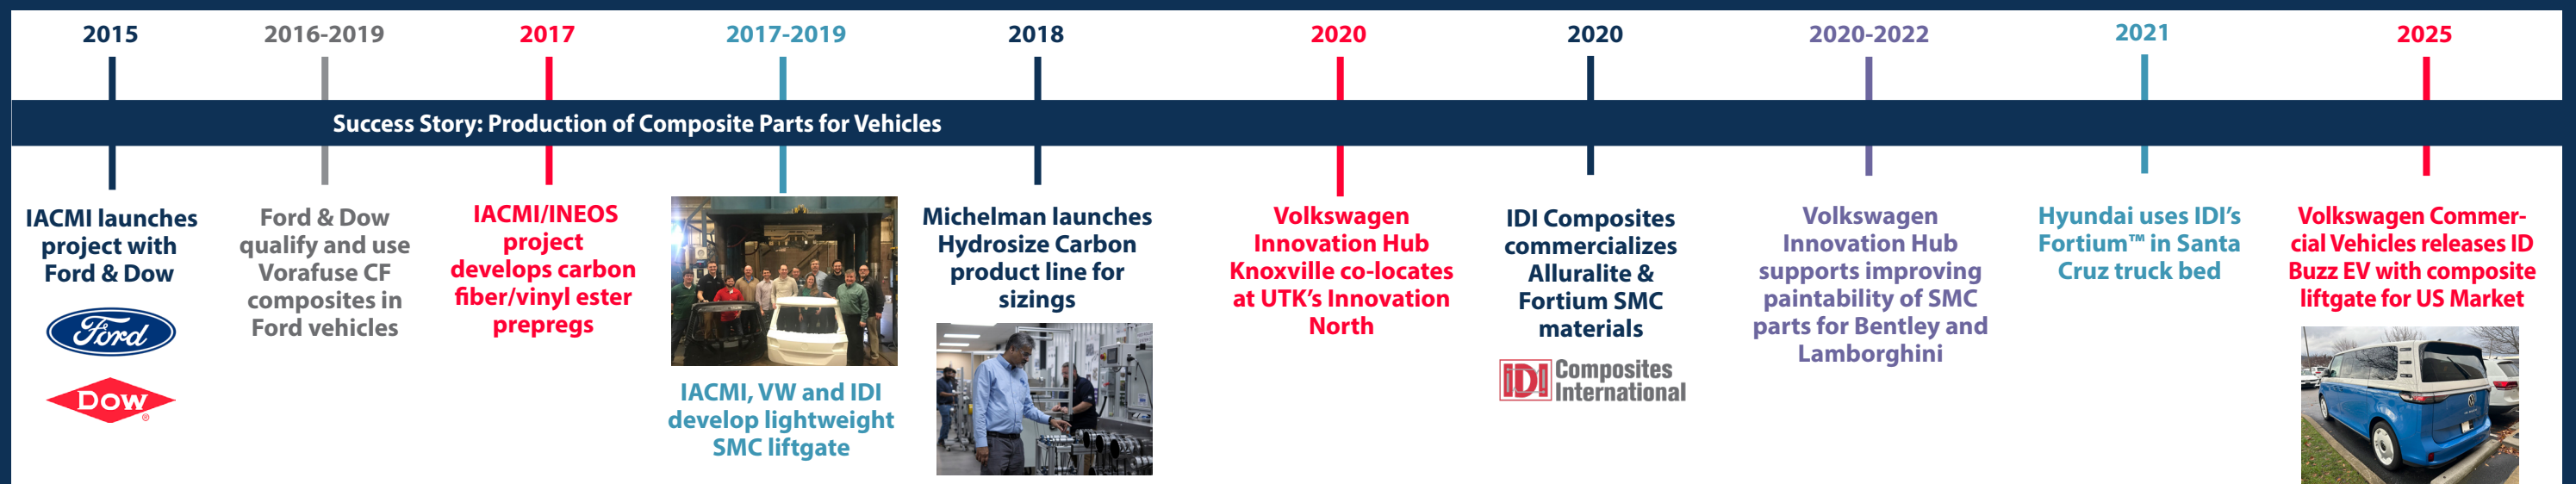 2015
2016-2019
2017
2017-2019
2018
2020
2020
2020-2022
2021
2025
Success Story: Production of Composite Parts for Vehicles
IACMI launches
project with
Ford & Dow
Ford
DOW
®
Ford & Dow
qualify and use
Vorafuse CF
composites in
Ford vehicles
IACMI/INEOS
project
develops carbon
fiber/vinyl ester
prepregs
IACMI, VW and IDI
develop lightweight
SMC liftgate
Michelman launches
Hydrosize Carbon
product line for
sizings
Volkswagen
Innovation Hub
Knoxville co-locates
at UTK’s Innovation
North
IDI Composites
commercializes
Alluralite &
Fortium SMC
materials
IDI Composites
International
Volkswagen
Innovation Hub
supports improving
paintability of SMC
parts for Bentley and
Lamborghini
Hyundai uses IDI’s
Fortium™ in Santa
Cruz truck bed
Volkswagen Commer-
cial Vehicles releases ID
Buzz EV with composite
liftgate for US Market